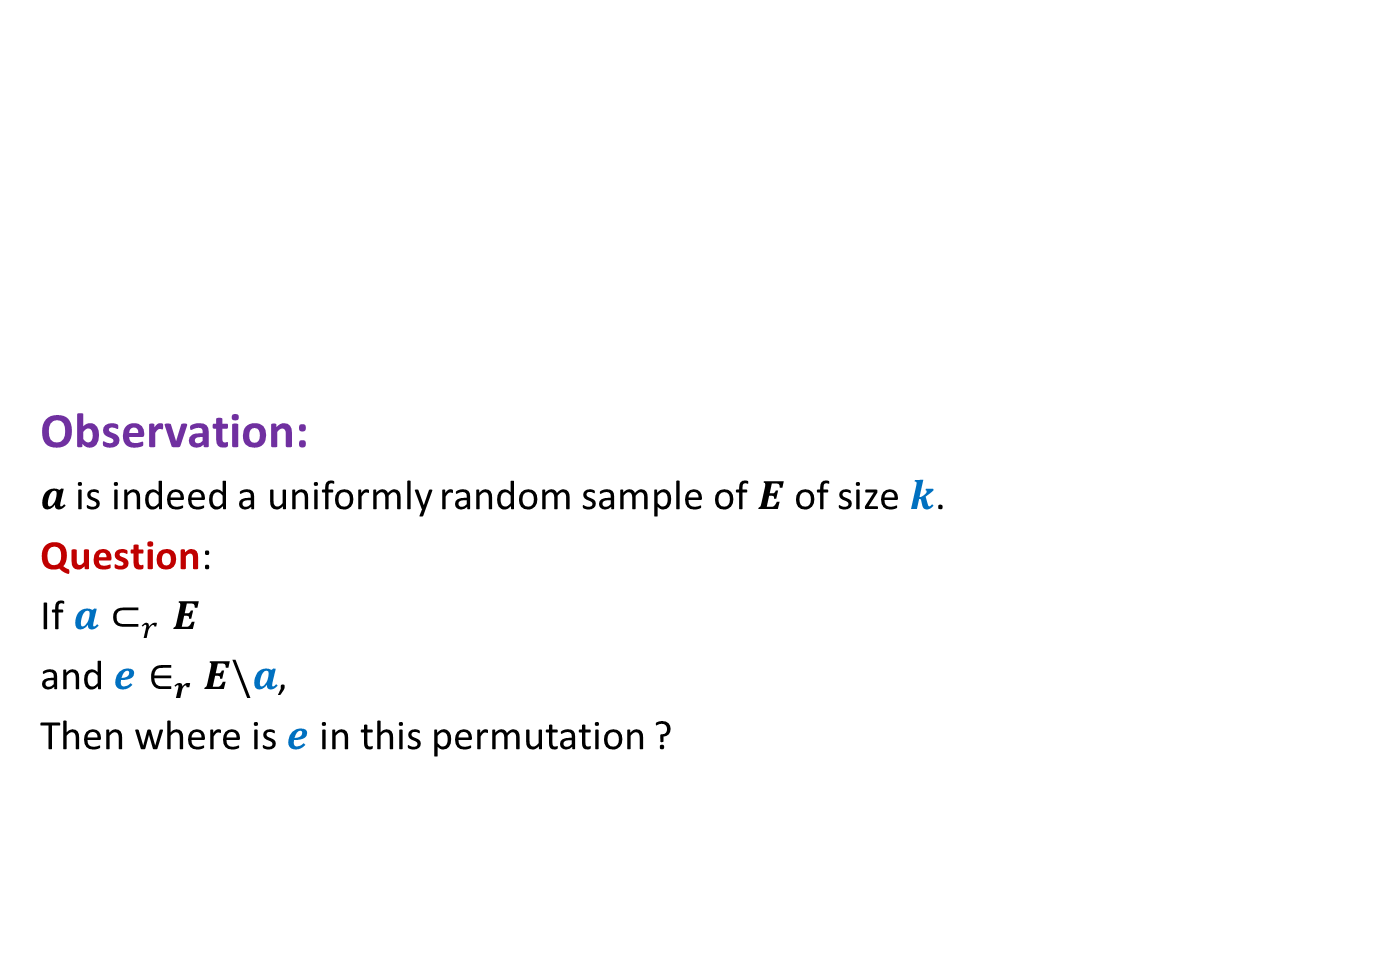 Observation:
a is indeed a uniformly random sample of E of size k.
Question:
If a ⊂r E
and e ∈r E\a,
Then where is e in this permutation ?